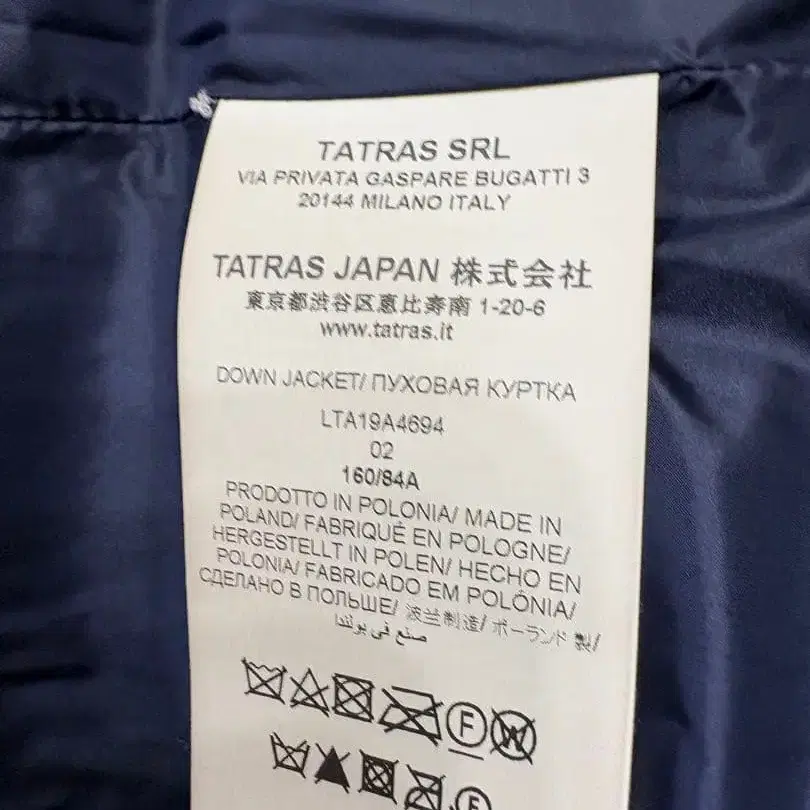 TATRAS SRL
VIA PRIVATA GASPARE BUGATTI 3
20144 MILANO ITALY
TATRAS JAPAN 株式会社
東京都渋谷区恵比寿南 1-20-6
www.tatras.it
DOWN JACKET/ ПУХОВАЯ КУРТКА
LTA19A4694
02
160/84A
PRODOTTO IN POLONIA/ MADE IN
POLAND/ FABRIQUÉ EN POLOGNE/
HERGESTELLT IN POLEN/ HECHO EN
POLONIA/ FABRICADO EM POLÔNIA/
СДЕЛАНО В ПОЛЬШЕ/ 波兰制造/ ポーランド 製/
صنع في بولندا
F W
F